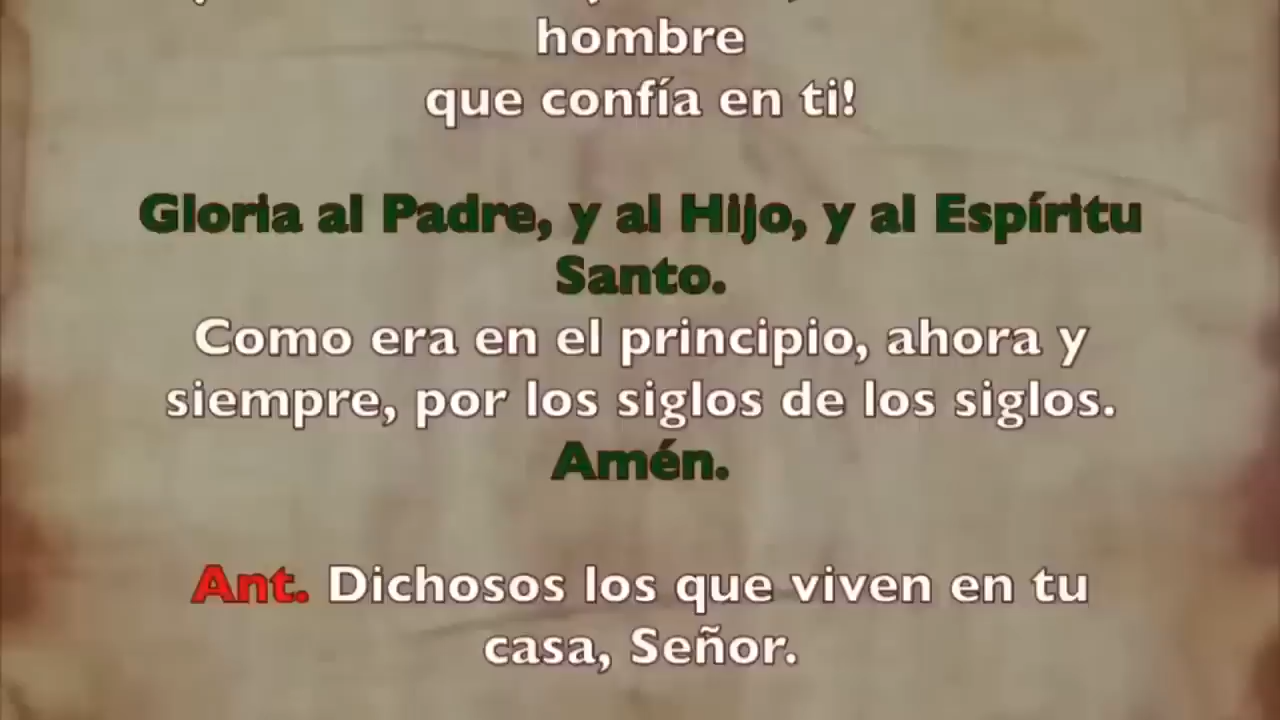 hombre
que confía en ti!
Gloria al Padre, y al Hijo, y al Espíritu
Santo.
Como era en el principio, ahora y
siempre, por los siglos de los siglos.
Amén.
Ant. Dichosos los que viven en tu
casa, Señor.